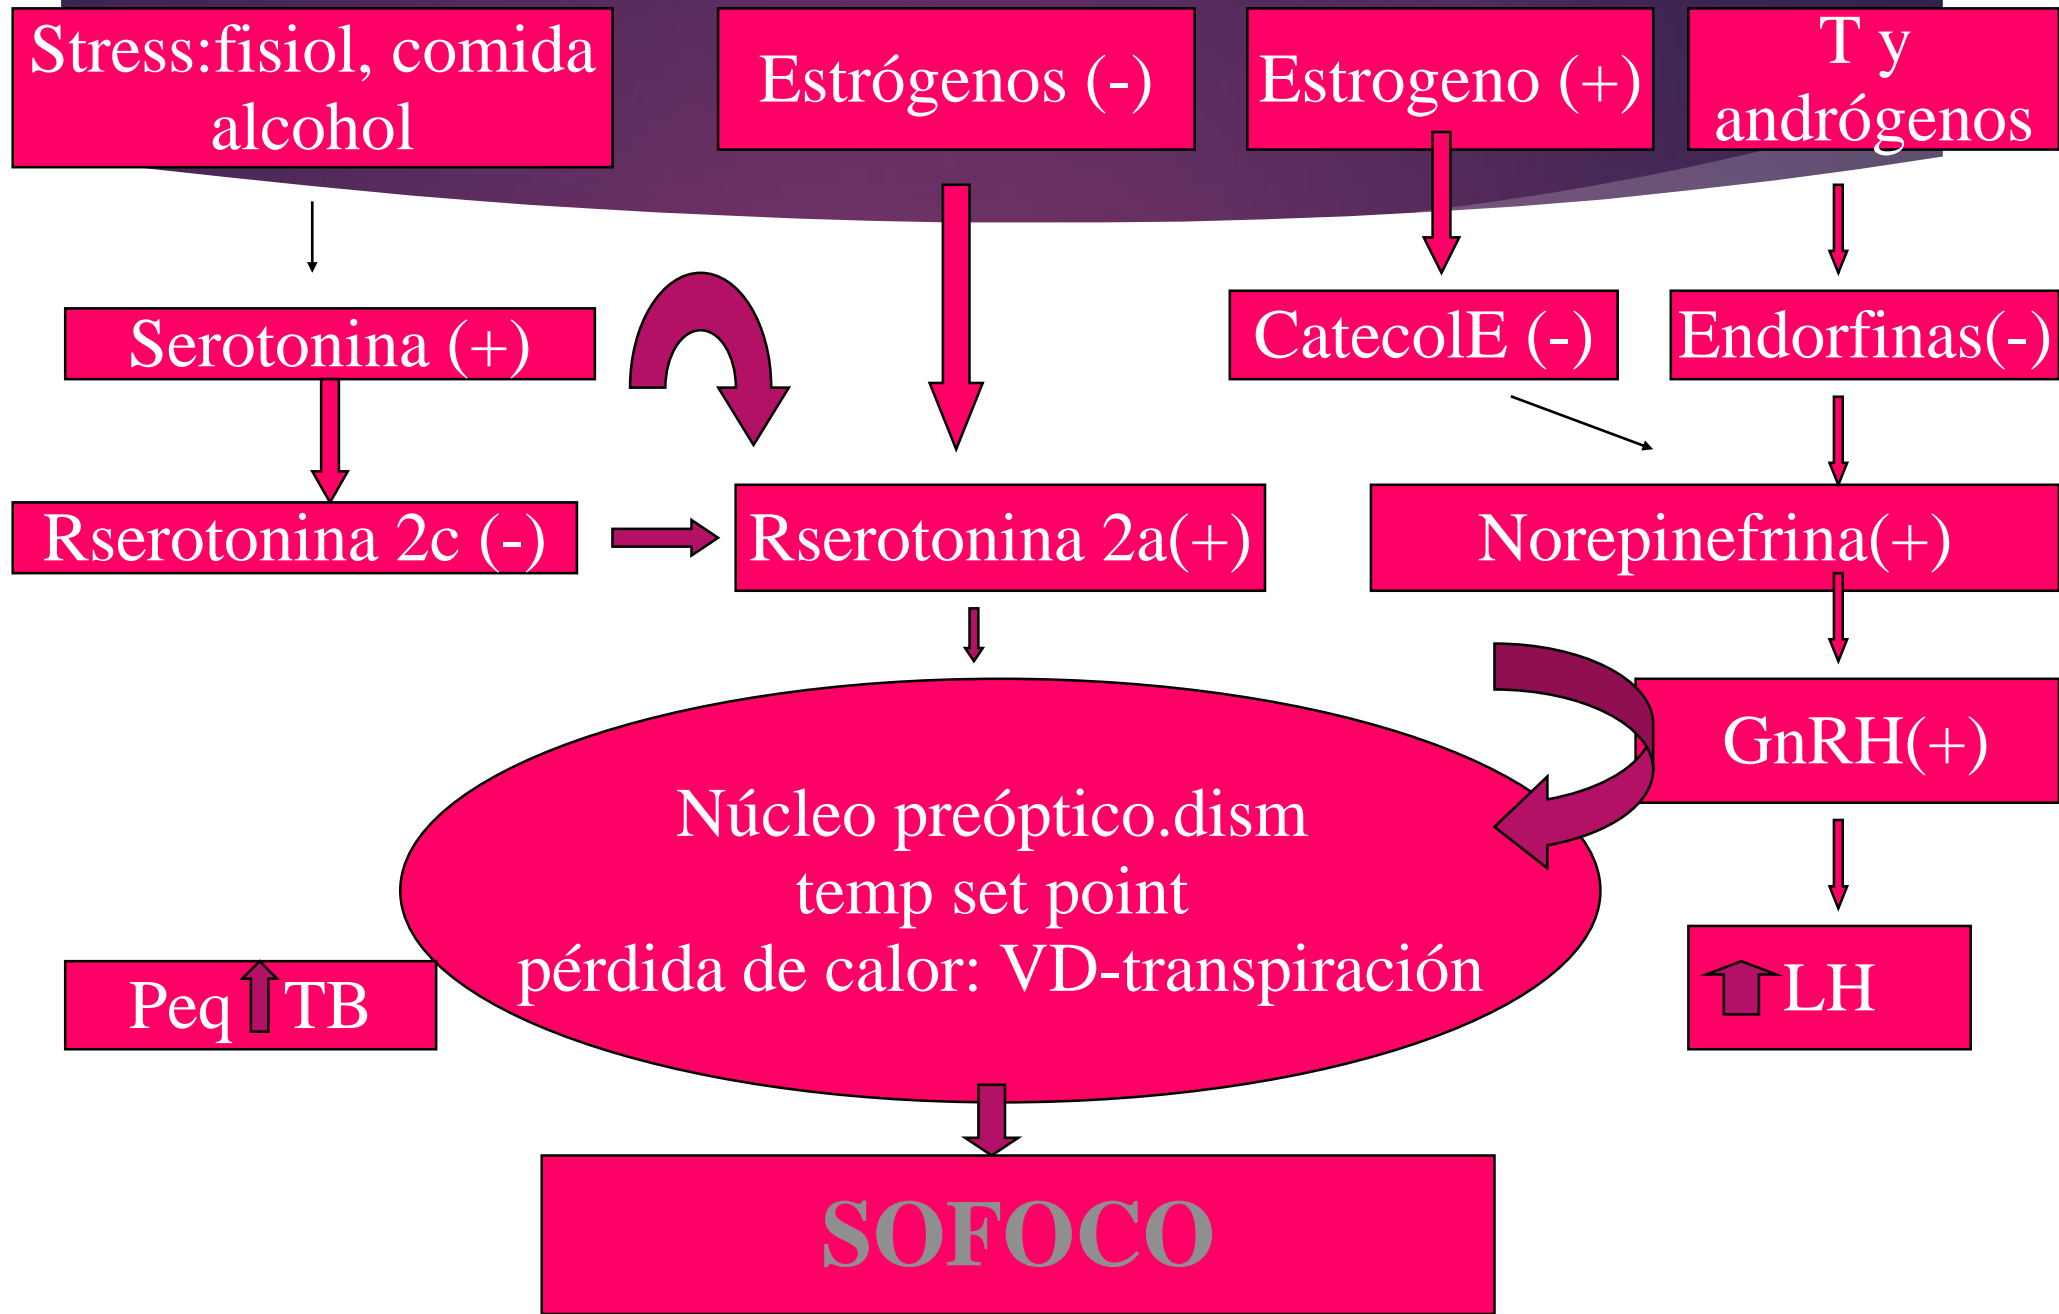 Stress:fisiol, comida
alcohol
Estrógenos (-)
Estrogeno (+)
T y
andrógenos
Serotonina (+)
CatecolE (-)
Endorfinas(-)
Rserotonina 2c (-)
Rserotonina 2a(+)
Norepinefrina(+)
GnRH(+)
Núcleo preóptico.dism
temp set point
pérdida de calor: VD-transpiración
Peq TB
LH
SOFOCO